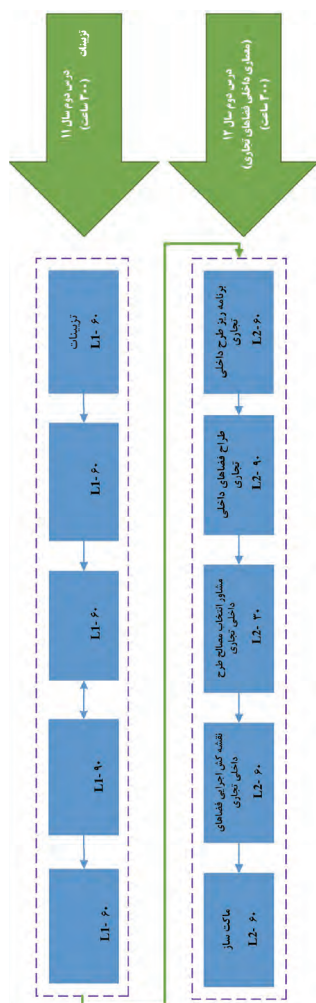 تزیینات
درس دوم سال ۱۱
(۳۰۰ ساعت)
تزیینات
L1- ۶۰
L1- ۶۰
L1- ۶۰
L1- ۹۰
L1- ۶۰
درس دوم سال ۱۲
(معماری داخلی فضاهای تجاری)
(۳۰۰ ساعت)
برنامه ریز طرح داخلی
تجاری
L2- ۶۰
طراح فضاهای داخلی
تجاری
L2- ۹۰
مشاور انتخاب مصالح طرح
داخلی تجاری
L2- ۳۰
نقشه کش اجرایی فضاهای
داخلی تجاری
L2- ۶۰
ماکت ساز
L2- ۶۰